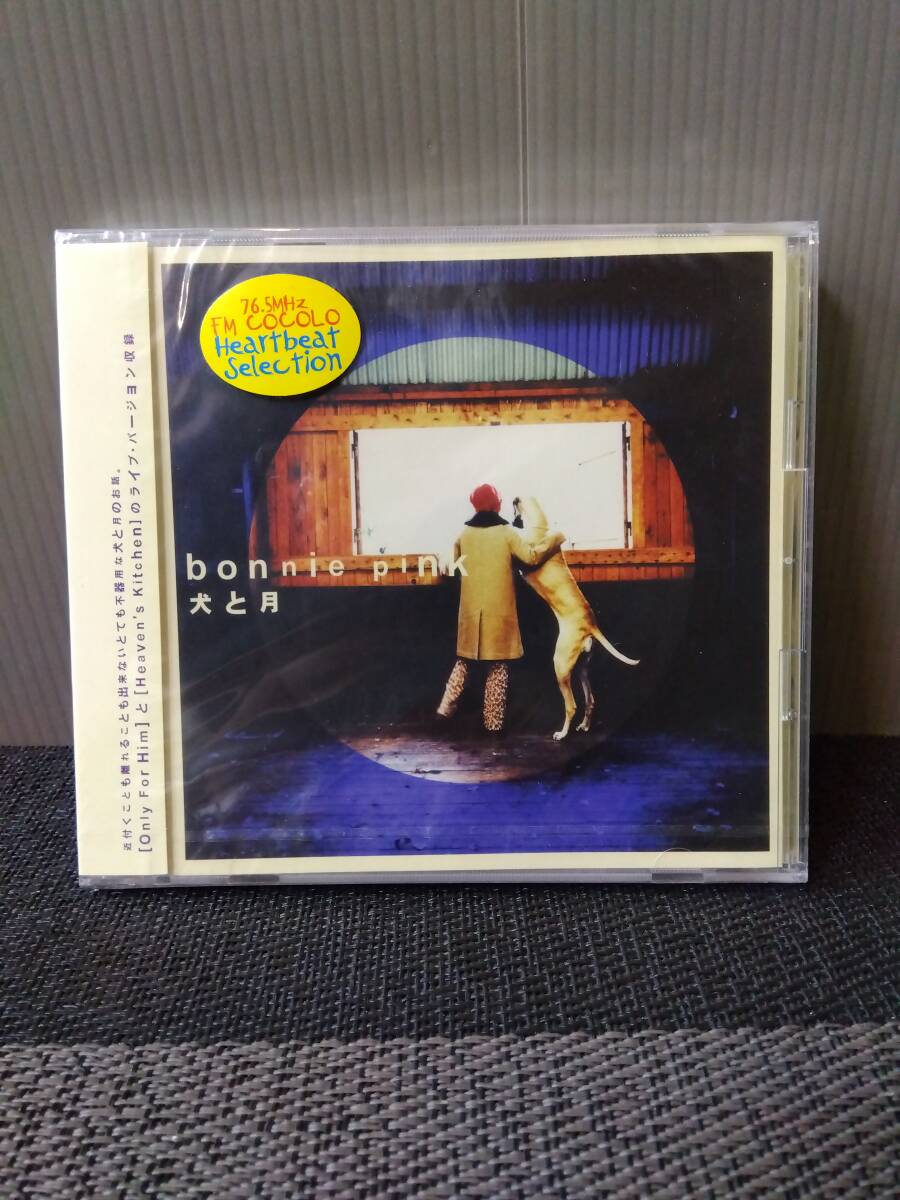 76.5MHz
FM COCOLO
Heartbeat
Selection
bonnie pink
犬と月
近付くことも離れることも出来ないとても不器用な犬と月のお話。
[Only For Him]と[Heaven's Kitchen]のライブ・バージョン収録